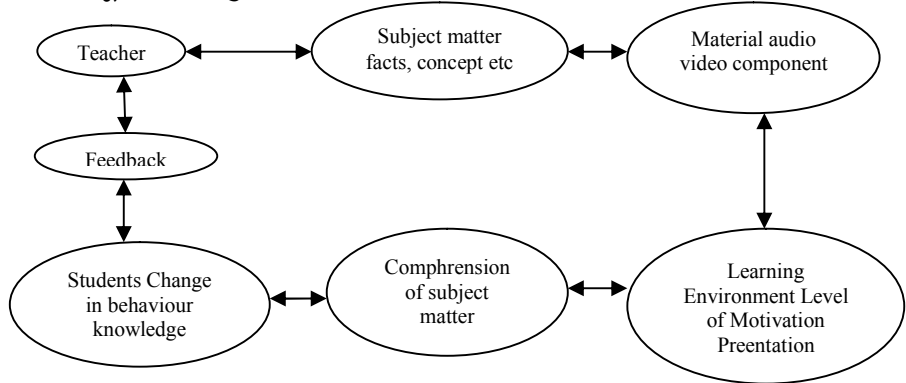 Teacher
Subject matter
facts, concept etc
Material audio
video component
Feedback
Students Change
in behaviour
knowledge
Comphrension
of subject
matter
Learning
Environment Level
of Motivation
Preentation